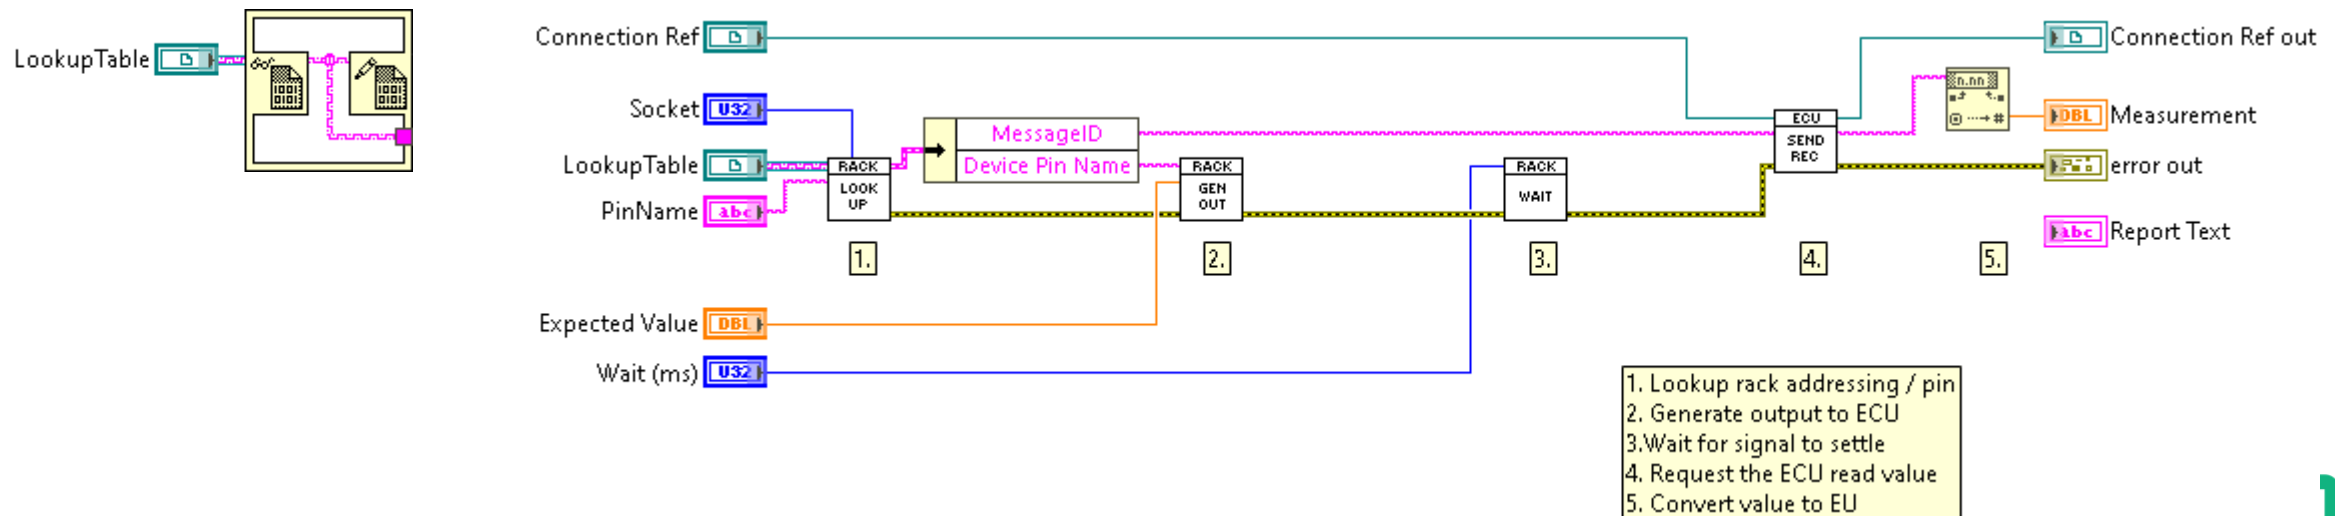 LookupTable
Connection Ref
Socket
U32
LookupTable
PinName
abc
Expected Value
DBL
Wait (ms)
U32
RACK
LOOK
UP
1.
MessageID
Device Pin Name
RACK
GEN
OUT
2.
RACK
WAIT
3.
ECU
SEND
REC
4.
n.nn
5.
Connection Ref out
DBL
Measurement
error out
abc
Report Text
1. Lookup rack addressing / pin
2. Generate output to ECU
3.Wait for signal to settle
4. Request the ECU read value
5. Convert value to EU